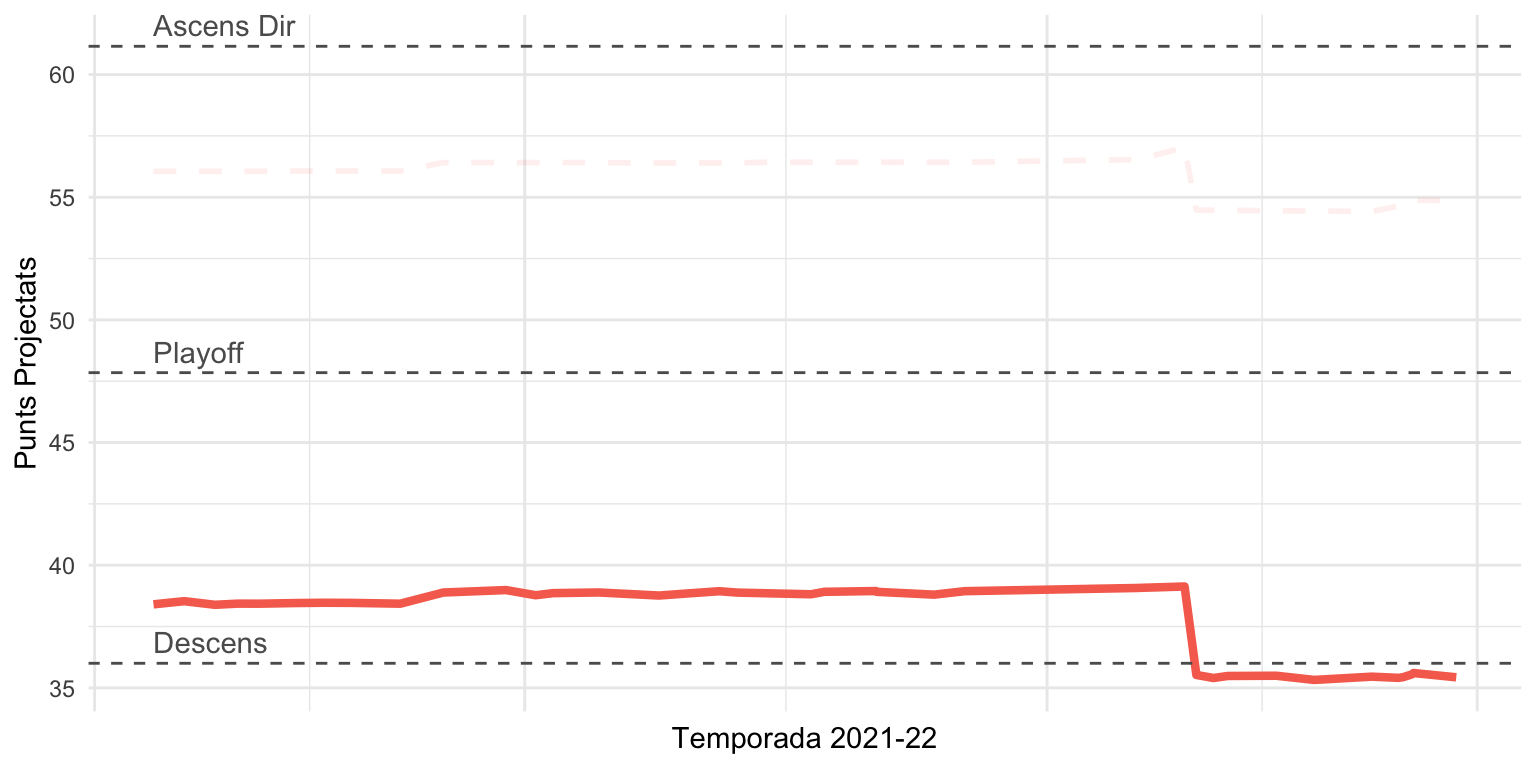 Ascens Dir
60
55
50
Playoff
45
40
Descens
35
Punts Projectats
Temporada 2021-22